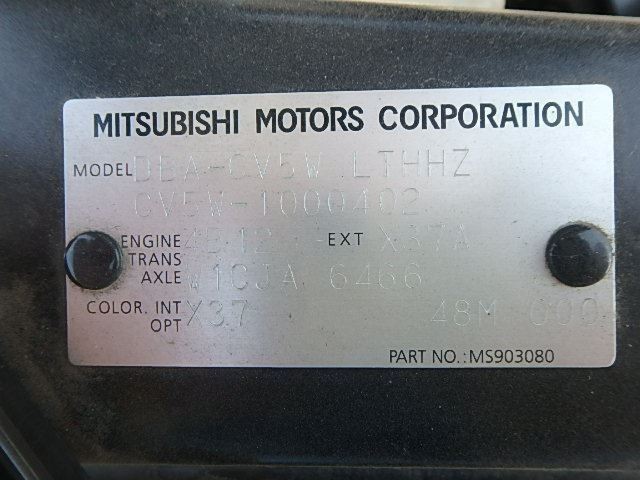 MITSUBISHI MOTORS CORPORATION
MODEL DBA-CV5W LTHHZ
CV5W-1000402
ENGINE 4B12 EXT X37A
TRANS
AXLE W1CJA 6466
COLOR. INT
OPT X37 48M 000
PART NO.: MS903080